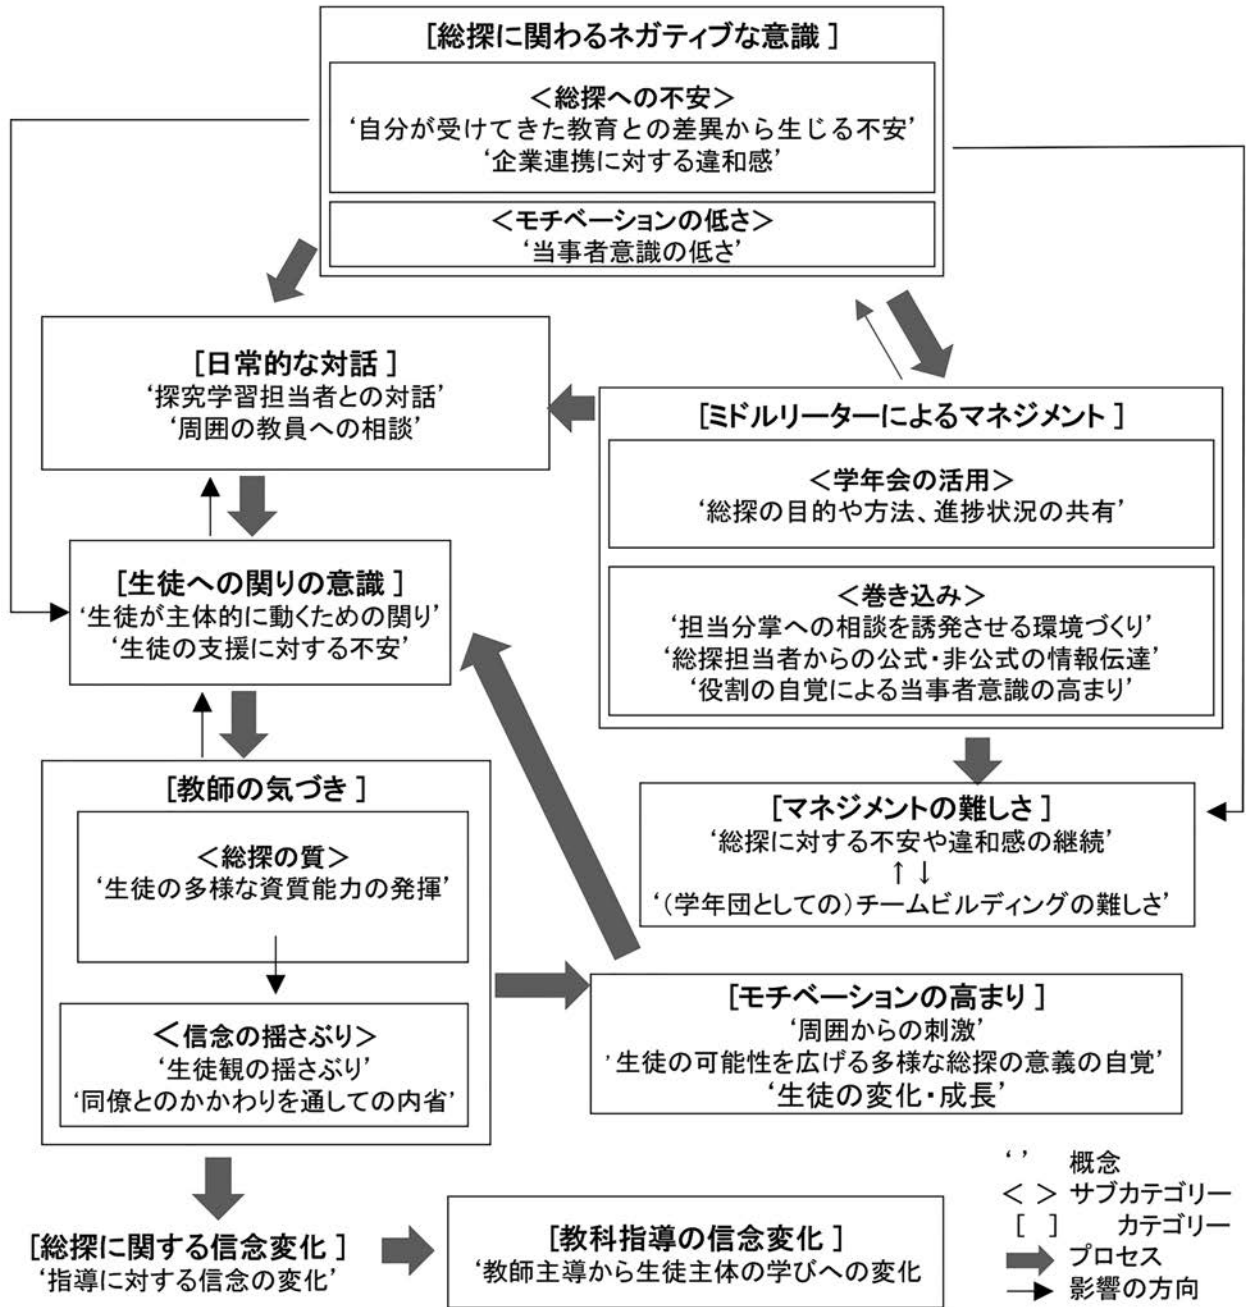 [総探に関わるネガティブな意識]
＜総探への不安＞
‘自分が受けてきた教育との差異から生じる不安’
‘企業連携に対する違和感’
＜モチベーションの低さ＞
‘当事者意識の低さ’
[日常的な対話]
‘探究学習担当者との対話’
‘周囲の教員への相談’
[ミドルリーターによるマネジメント]
＜学年会の活用＞
‘総探の目的や方法、進捗状況の共有’
＜巻き込み＞
‘担当分掌への相談を誘発させる環境づくり’
‘総探担当者からの公式・非公式の情報伝達’
‘役割の自覚による当事者意識の高まり’
[生徒への関りの意識]
‘生徒が主体的に動くための関り’
‘生徒の支援に対する不安’
[教師の気づき]
＜総探の質＞
‘生徒の多様な資質能力の発揮’
＜信念の揺さぶり＞
‘生徒観の揺さぶり’
‘同僚とのかかわりを通しての内省’
[マネジメントの難しさ]
‘総探に対する不安や違和感の継続’
↑↓
‘（学年団としての）チームビルディングの難しさ’
[モチベーションの高まり]
‘周囲からの刺激’
’生徒の可能性を広げる多様な総探の意義の自覚’
‘生徒の変化・成長’
[総探に関する信念変化]
‘指導に対する信念の変化’
[教科指導の信念変化]
‘教師主導から生徒主体の学びへの変化
‘ ’ 概念
＜ ＞ サブカテゴリー
[ ] カテゴリー
プロセス
影響の方向